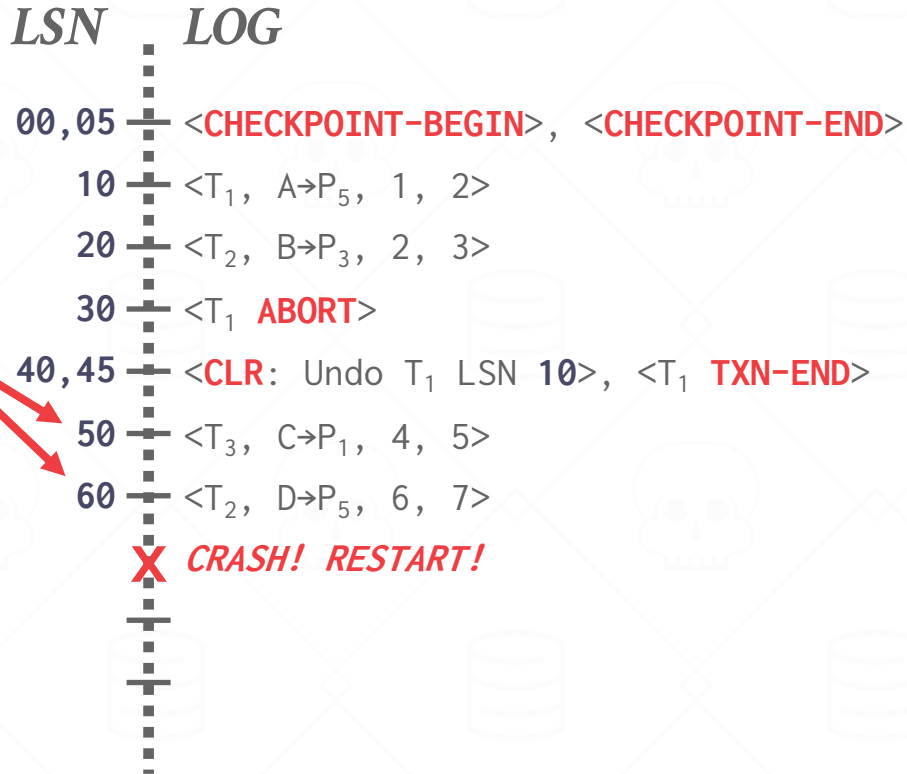 LSN LOG
00,05 <CHECKPOINT-BEGIN>, <CHECKPOINT-END>
10 <T₁, A→P₅, 1, 2>
20 <T₂, B→P₃, 2, 3>
30 <T₁ ABORT>
40,45 <CLR: Undo T₁ LSN 10>, <T₁ TXN-END>
50 <T₃, C→P₁, 4, 5>
60 <T₂, D→P₅, 6, 7>
X CRASH! RESTART!